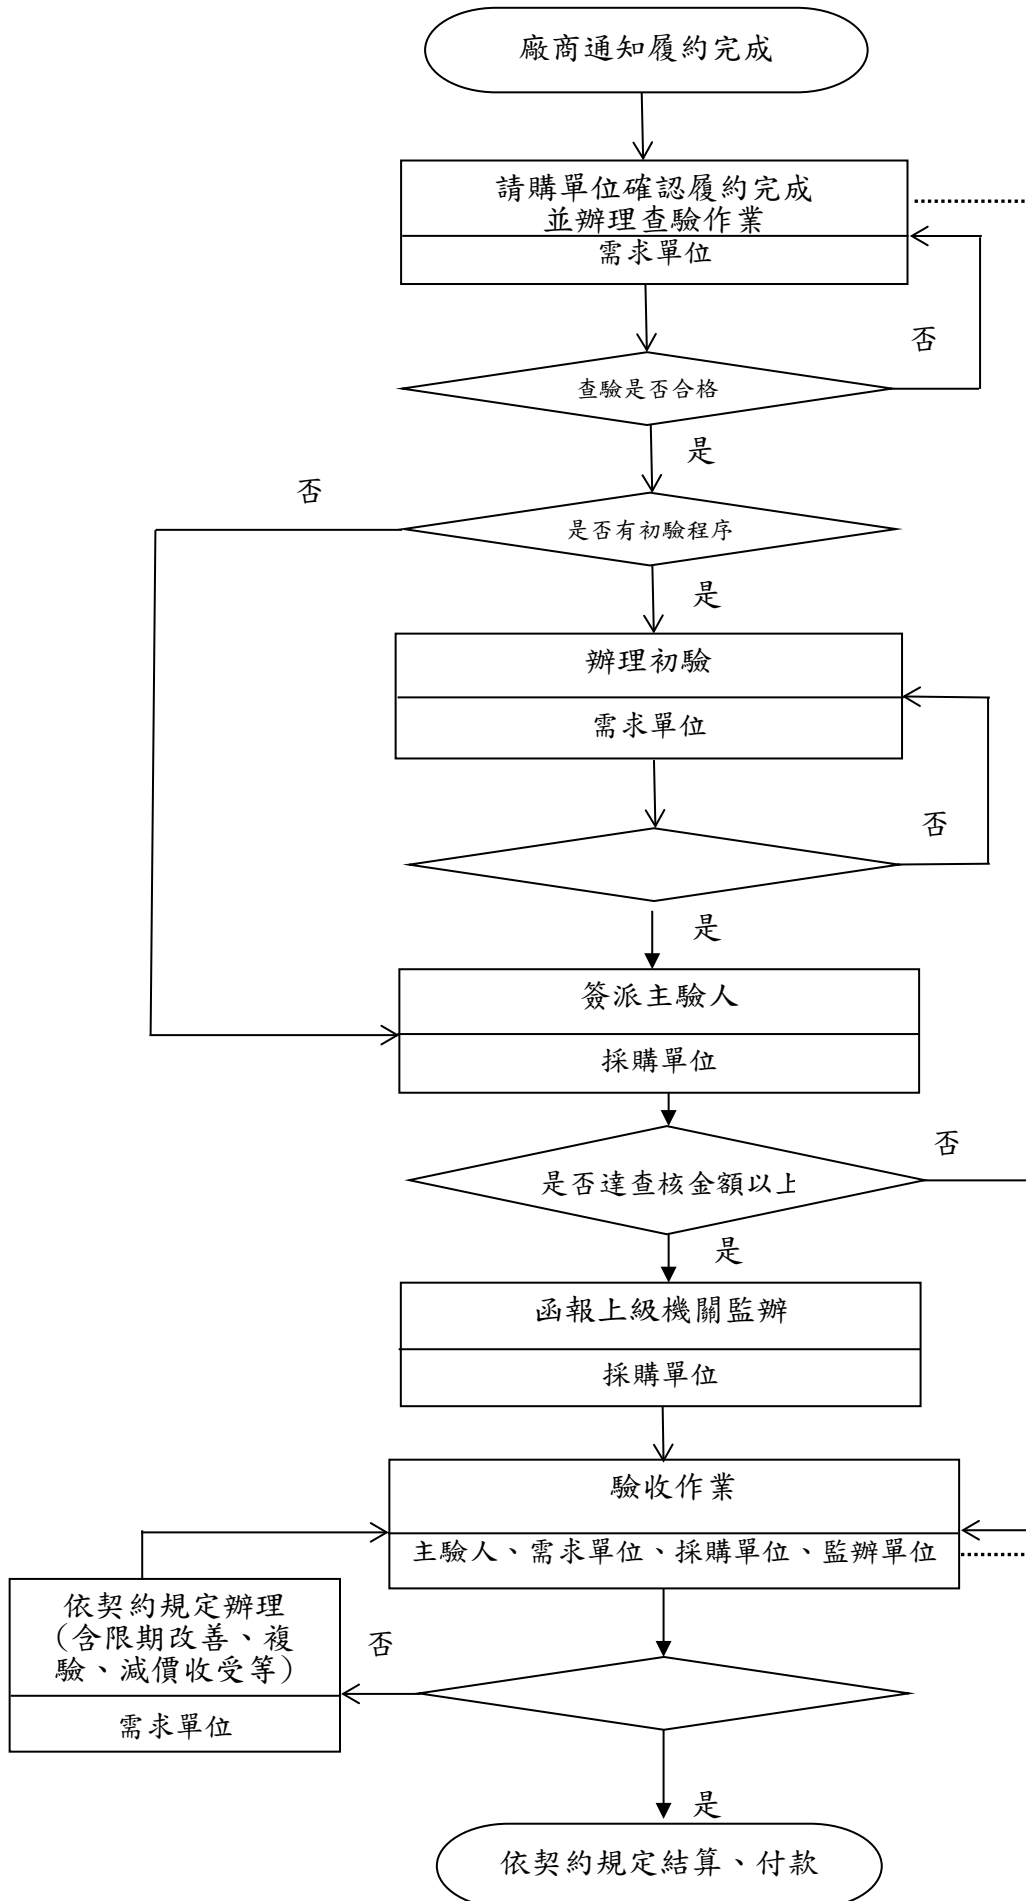 廠商通知履約完成
請購單位確認履約完成
並辦理查驗作業
需求單位
否
查驗是否合格
是
否
是否有初驗程序
是
辦理初驗
需求單位
否
是
簽派主驗人
採購單位
否
是否達查核金額以上
是
函報上級機關監辦
採購單位
驗收作業
主驗人、需求單位、採購單位、監辦單位
依契約規定辦理
（含限期改善、複
驗、減價收受等）
否
需求單位
是
依契約規定結算、付款